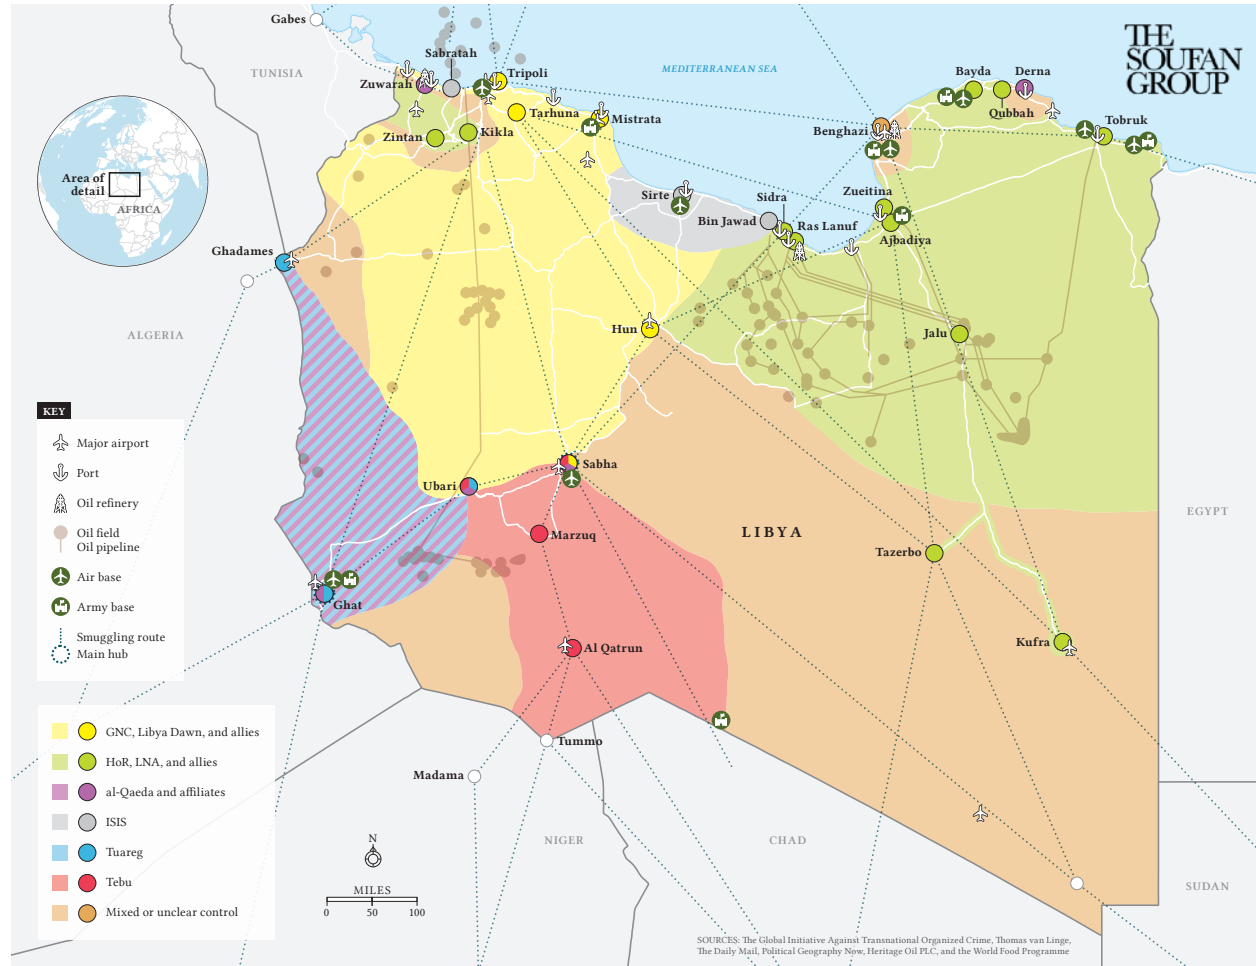 THE
SOUFAN
GROUP
Gabes
TUNISIA
Sabratah
Zuwarah
Tripoli
Tarhuna
Mistrata
Zintan
Kikla
MEDITERRANEAN SEA
Bayda
Derna
Qubbah
Benghazi
Tobruk
Area of
detail
AFRICA
Sirte
Sidra
Zueitina
Bin Jawad
Ras Lanuf
Ajbadiya
Ghadames
ALGERIA
Hun
Jalu
KEY
Major airport
Port
Oil refinery
Oil field
Oil pipeline
Air base
Army base
Smuggling route
Main hub
Sabha
Ubari
Marzuq
LIBYA
EGYPT
Tazerbo
Ghat
Al Qatrun
Kufra
Tummo
Madama
GNC, Libya Dawn, and allies
HoR, LNA, and allies
al-Qaeda and affiliates
ISIS
Tuareg
Tebu
Mixed or unclear control
N
MILES
0 50 100
NIGER
CHAD
SUDAN
SOURCES: The Global Initiative Against Transnational Organized Crime, Thomas van Linge,
The Daily Mail, Political Geography Now, Heritage Oil PLC, and the World Food Programme